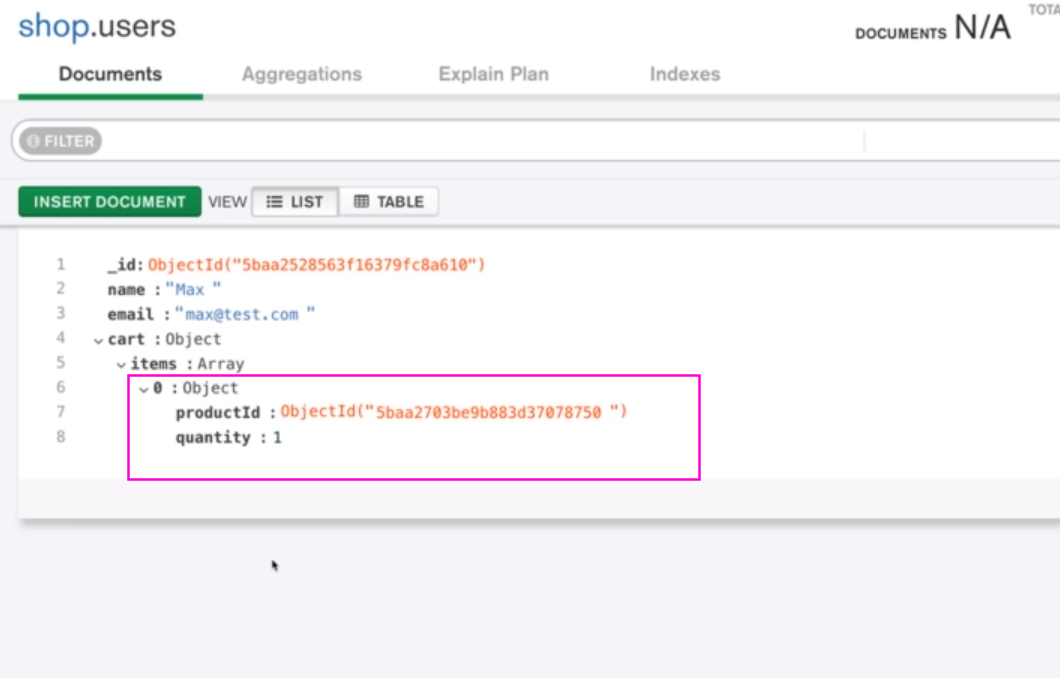 shop.users
DOCUMENTS N/A
TOTA
Documents Aggregations Explain Plan Indexes
FILTER
INSERT DOCUMENT VIEW LIST TABLE
1 _id: ObjectId("5baa2528563f16379fc8a610")
2 name :"Max "
3 email :"max@test.com "
4 cart :Object
5 items :Array
6 0 :Object
7 productId :ObjectId("5baa2703be9b883d37078750 ")
8 quantity :1